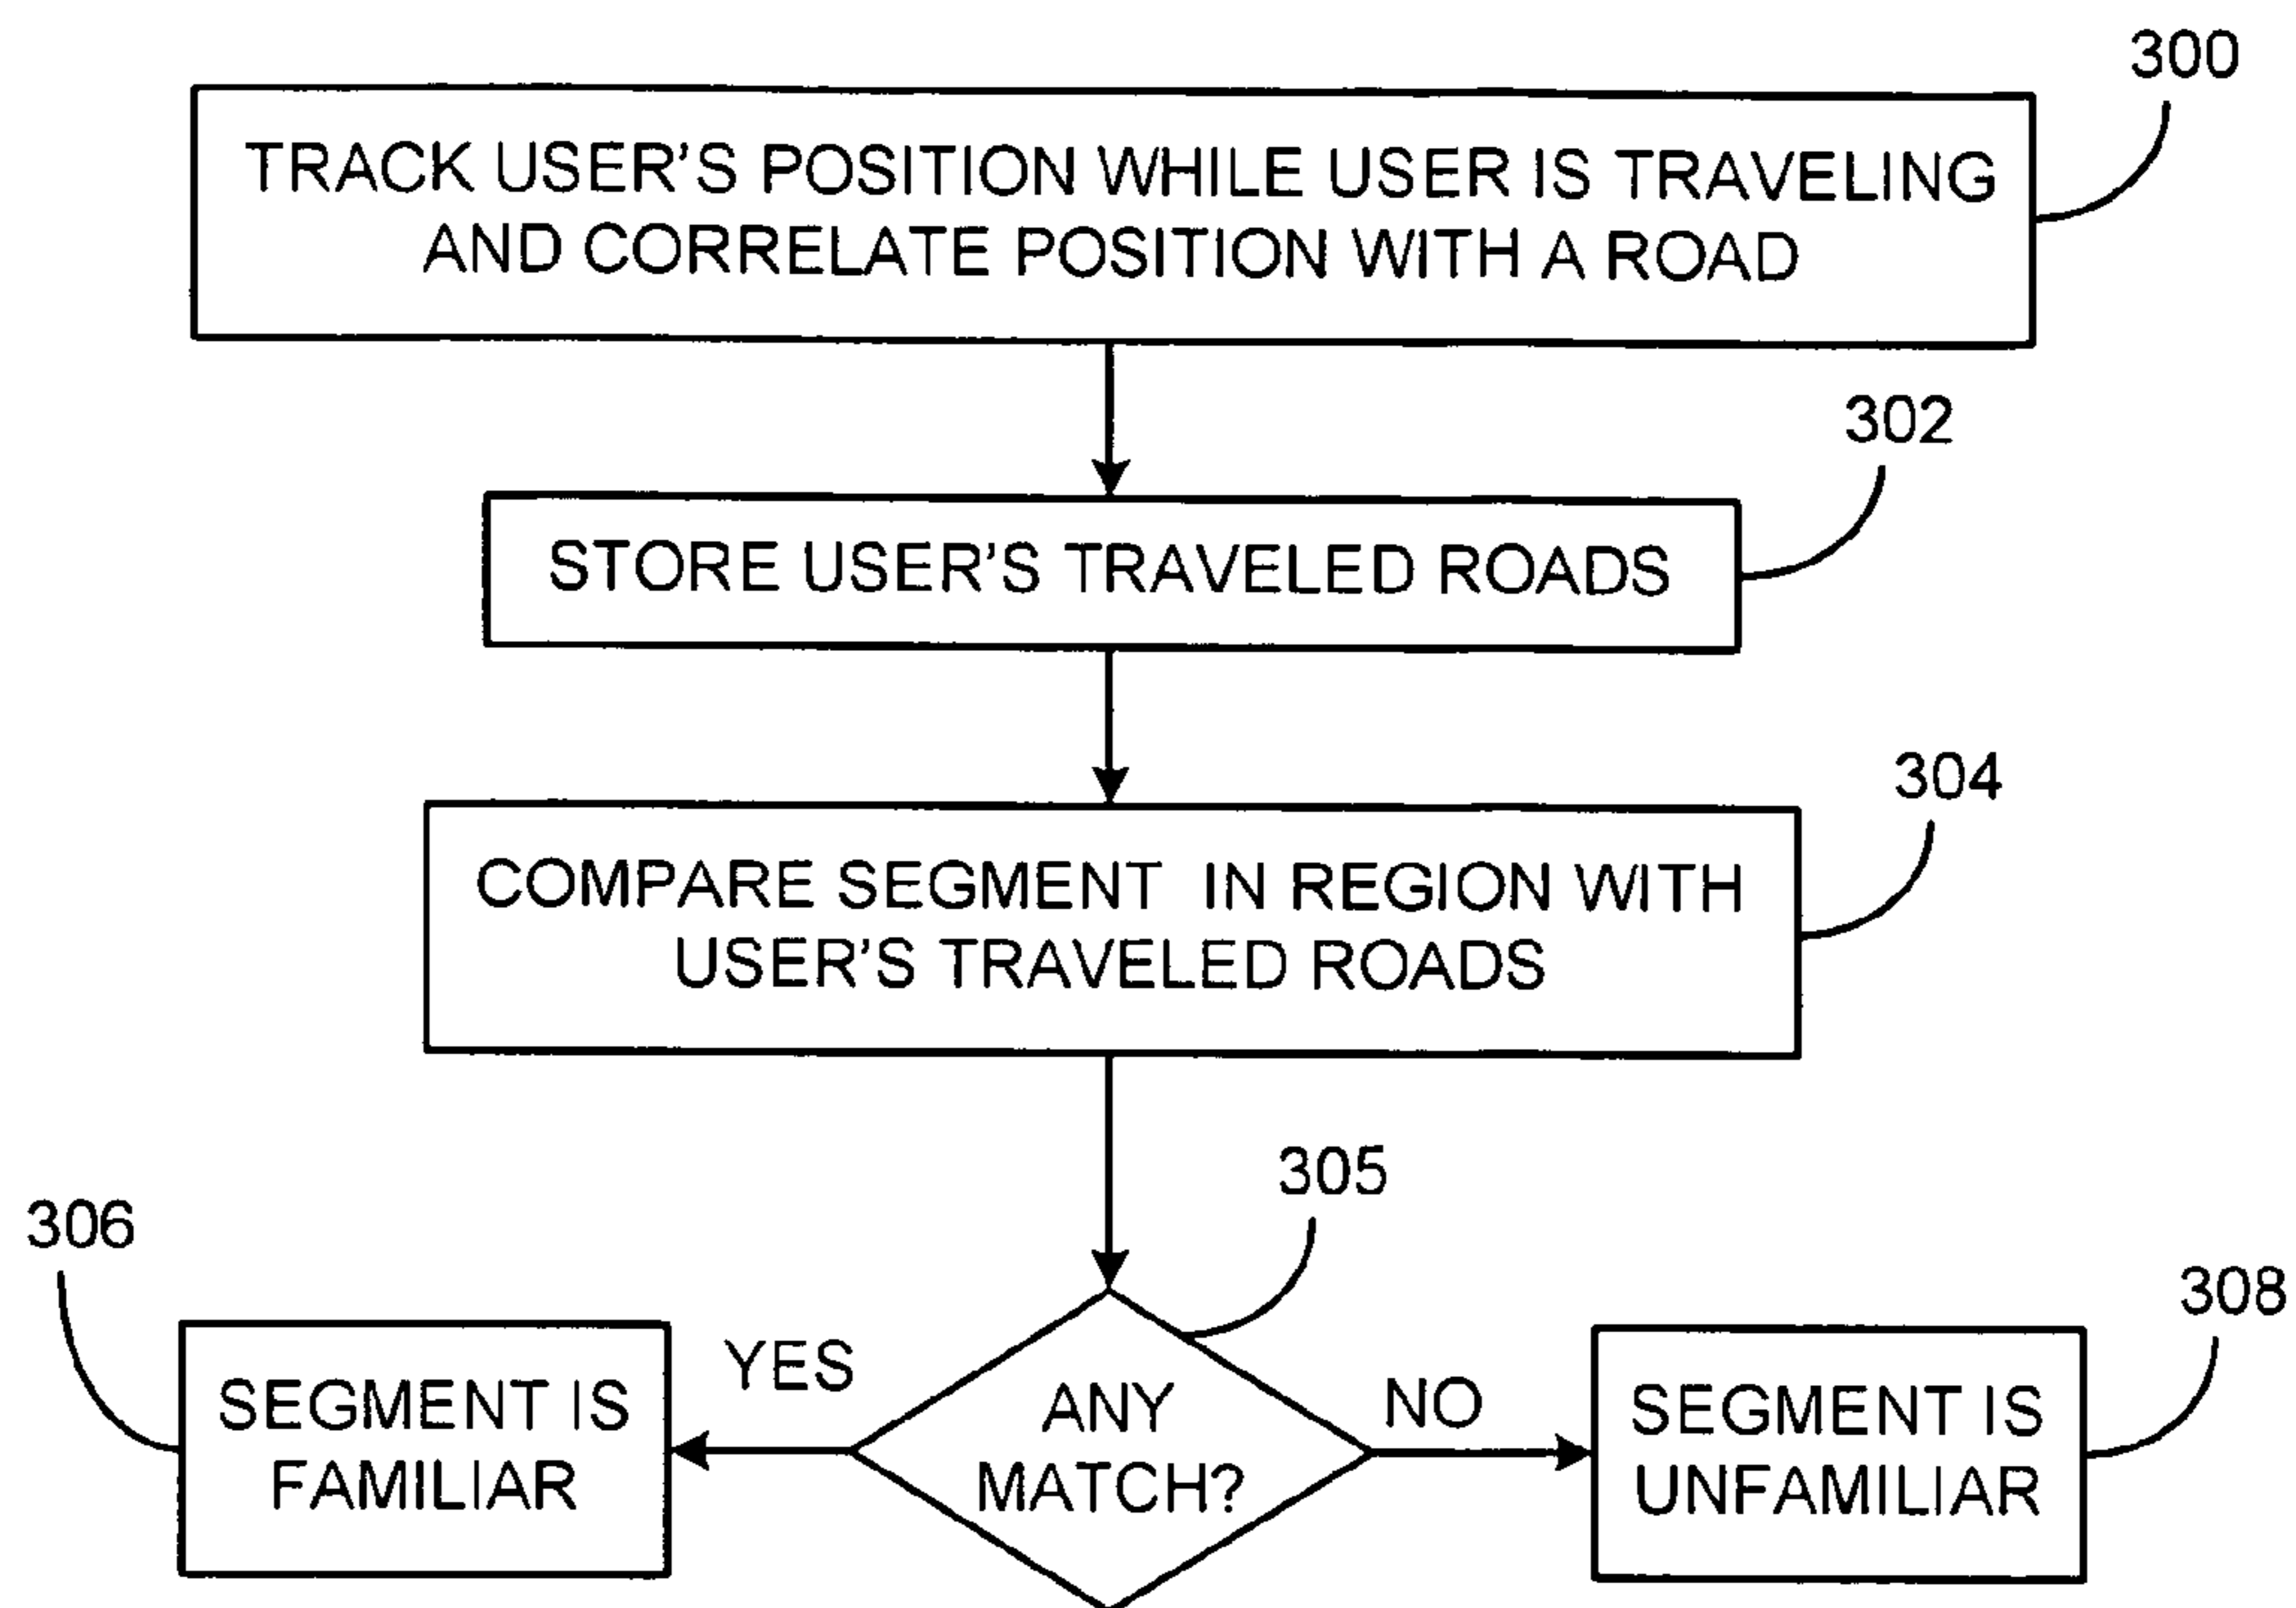 300
TRACK USER'S POSITION WHILE USER IS TRAVELING
AND CORRELATE POSITION WITH A ROAD
302
STORE USER'S TRAVELED ROADS
304
COMPARE SEGMENT IN REGION WITH
USER'S TRAVELED ROADS
305
306
308
YES
NO
SEGMENT IS
FAMILIAR
ANY
MATCH?
SEGMENT IS
UNFAMILIAR